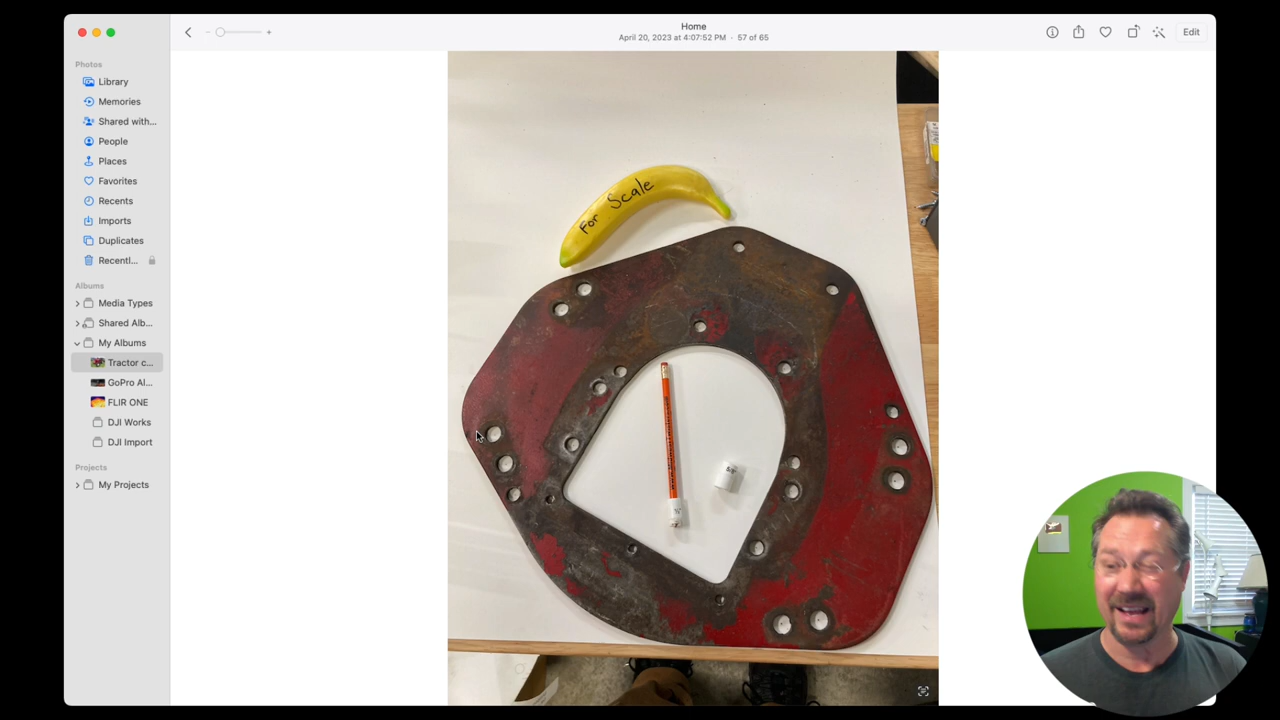 Home
April 20, 2023 at 4:07:52 PM - 57 of 65
Edit
Photos
Library
Memories
Shared with...
People
Places
Favorites
Recents
Imports
Duplicates
Recentl...
Albums
Media Types
Shared Alb...
My Albums
Tractor c...
GoPro Al...
FLIR ONE
DJI Works
DJI Import
Projects
My Projects
For Scale